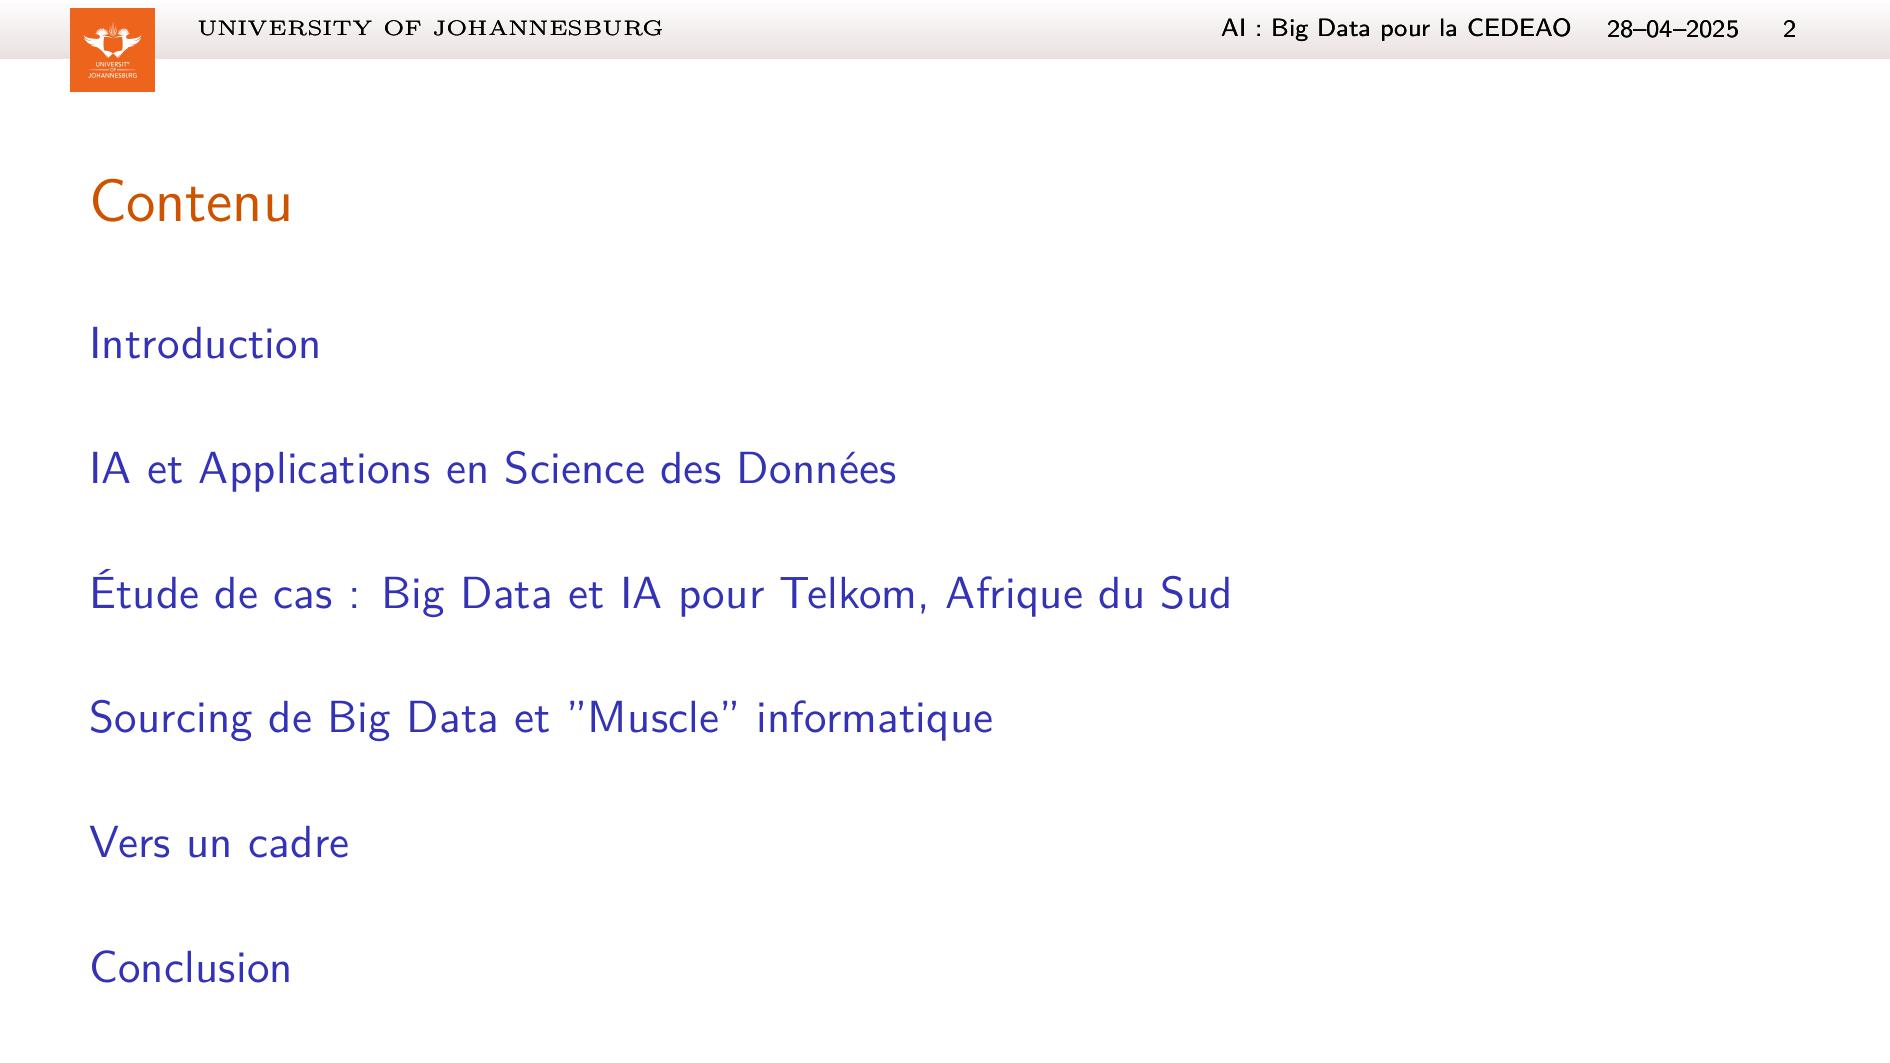 UNIVERSITY OF JOHANNESBURG
AI : Big Data pour la CEDEAO 28–04–2025 2
UNIVERSITY
OF
JOHANNESBURG
Contenu
Introduction
IA et Applications en Science des Données
Étude de cas : Big Data et IA pour Telkom, Afrique du Sud
Sourcing de Big Data et ”Muscle” informatique
Vers un cadre
Conclusion